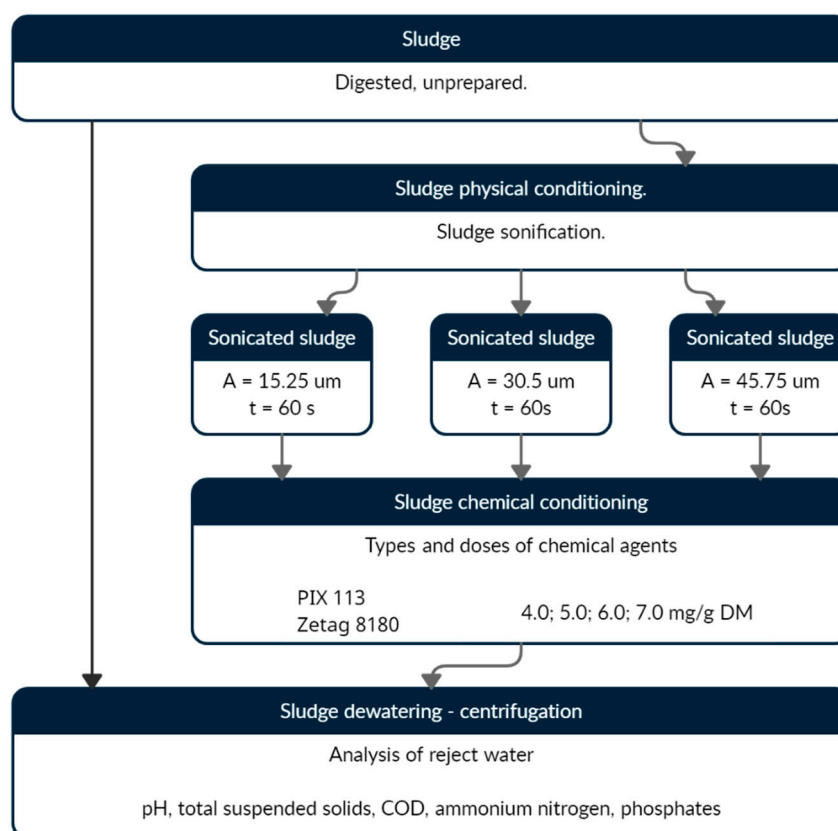 Sludge
Digested, unprepared.
Sludge physical conditioning.
Sludge sonification.
Sonicated sludge
A = 15.25 um
t = 60 s
Sonicated sludge
A = 30.5 um
t = 60s
Sonicated sludge
A = 45.75 um
t = 60s
Sludge chemical conditioning
Types and doses of chemical agents
PIX 113
Zetag 8180
4.0; 5.0; 6.0; 7.0 mg/g DM
Sludge dewatering - centrifugation
Analysis of reject water
pH, total suspended solids, COD, ammonium nitrogen, phosphates